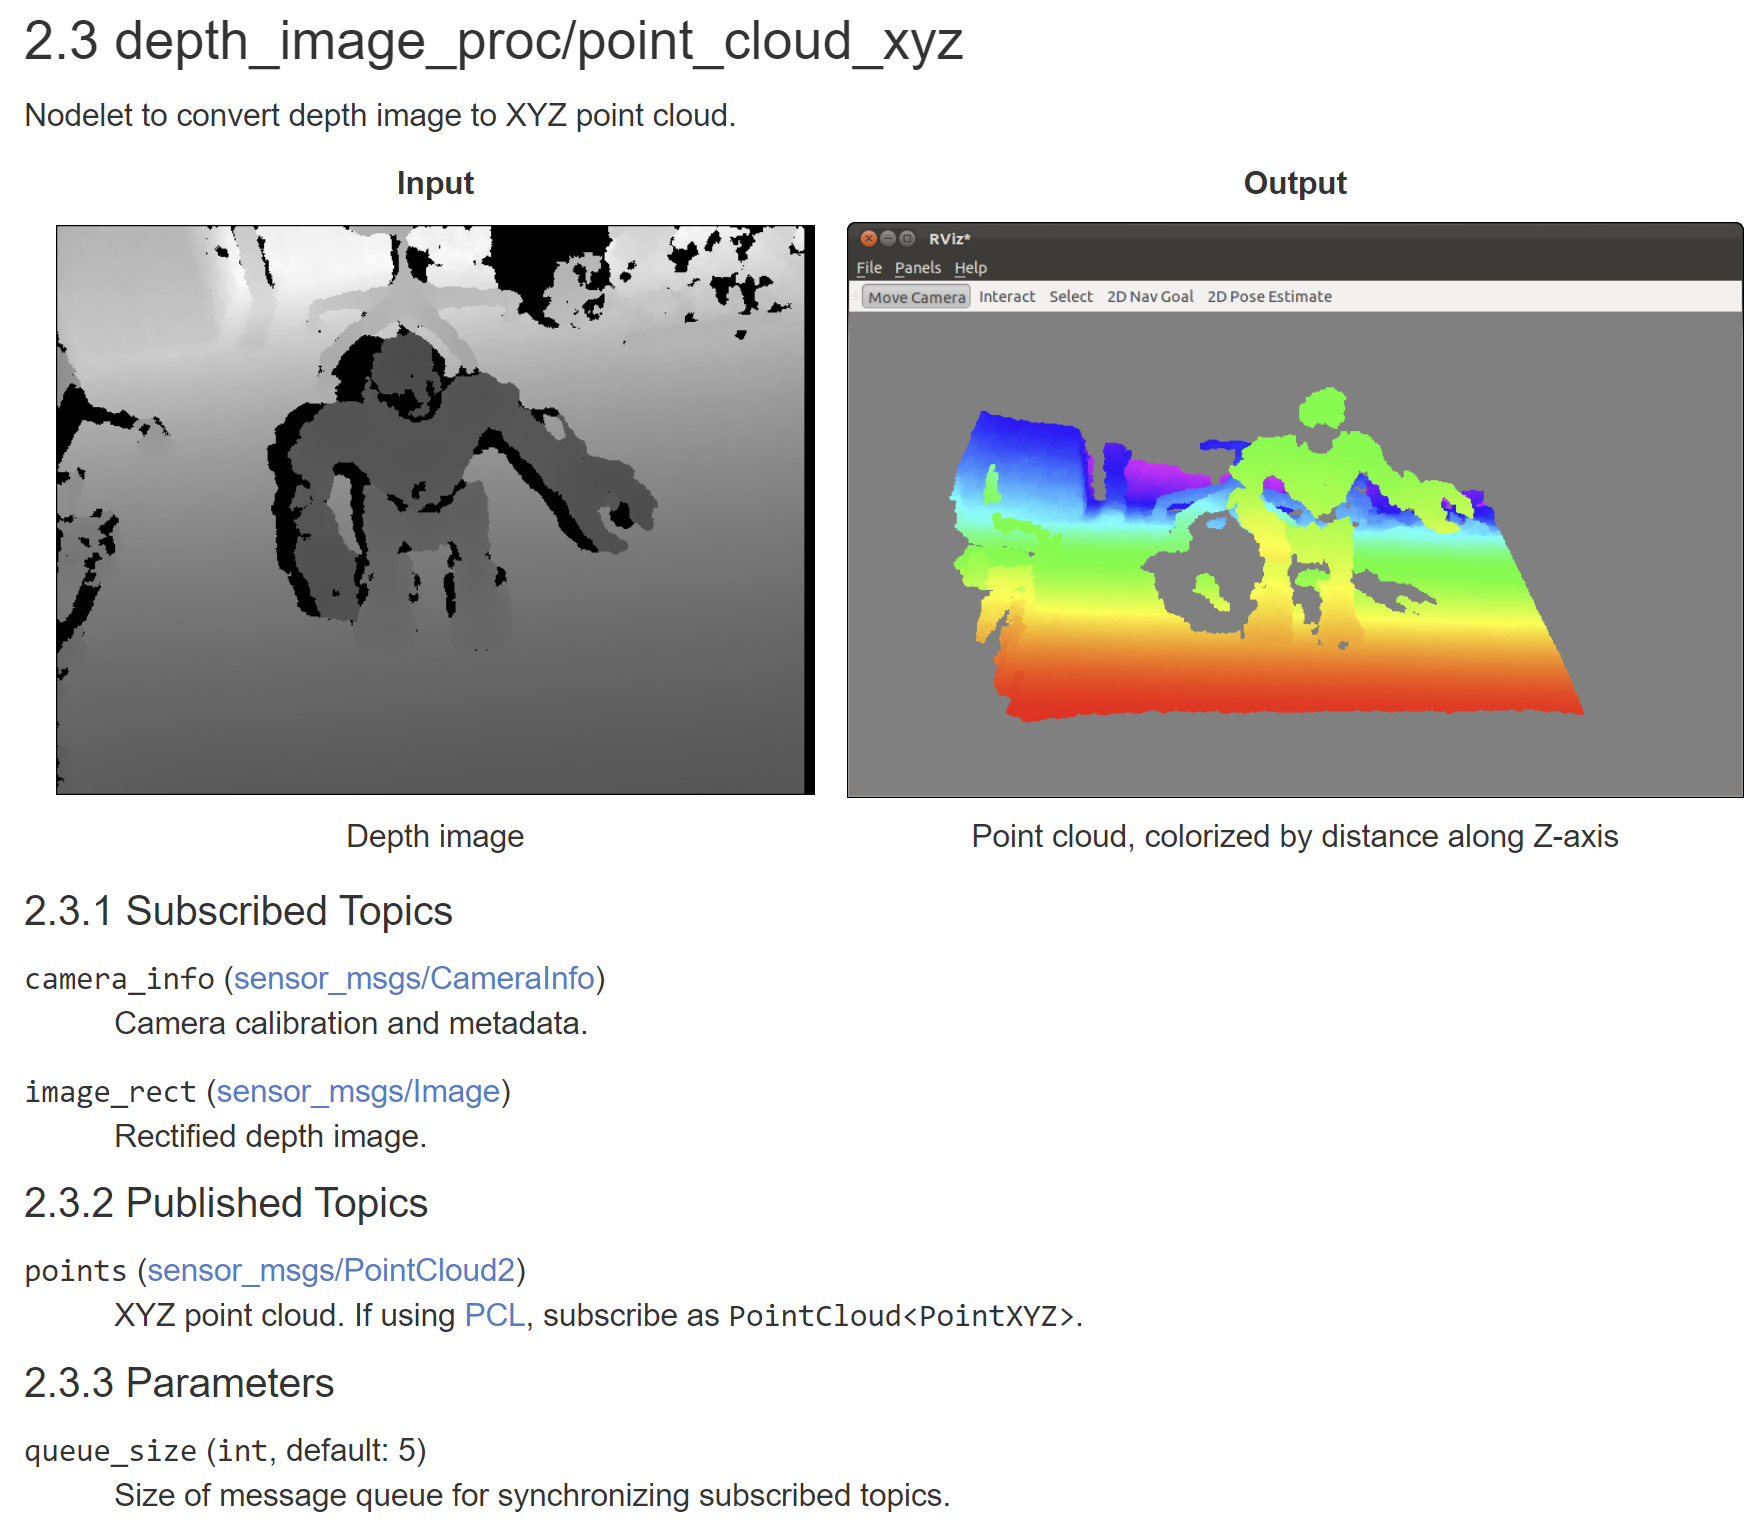 2.3 depth_image_proc/point_cloud_xyz
Nodelet to convert depth image to XYZ point cloud.
Input
Output
RViz*
File Panels Help
Move Camera Interact Select 2D Nav Goal 2D Pose Estimate
Depth image
Point cloud, colorized by distance along Z-axis
2.3.1 Subscribed Topics
camera_info (sensor_msgs/CameraInfo)
Camera calibration and metadata.
image_rect (sensor_msgs/Image)
Rectified depth image.
2.3.2 Published Topics
points (sensor_msgs/PointCloud2)
XYZ point cloud. If using PCL, subscribe as PointCloud<PointXYZ>.
2.3.3 Parameters
queue_size (int, default: 5)
Size of message queue for synchronizing subscribed topics.